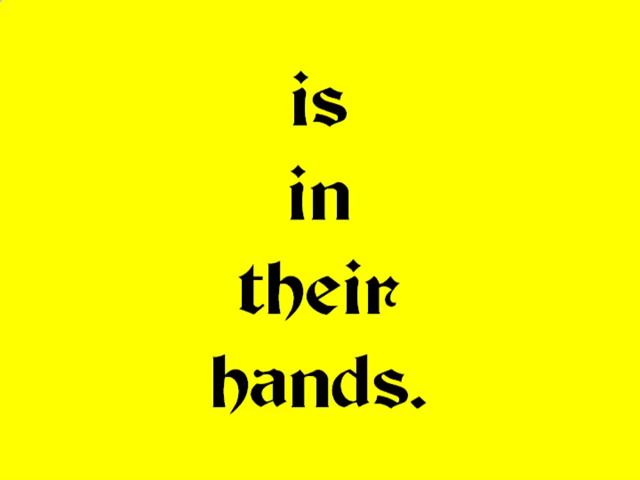 is
in
their
hands.